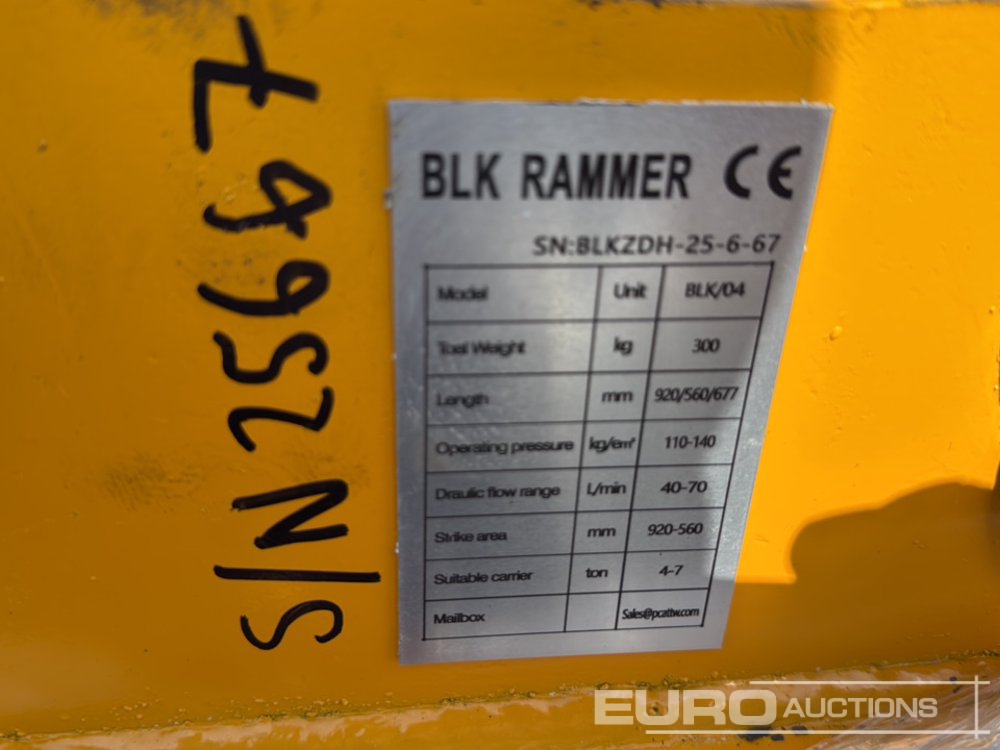 S/N 25667
BLK RAMMER CE
SN:BLKZDH-25-6-67
Model Unit BLK/04
Toal Weight kg 300
Length mm 920/560/677
Operating pressure kg/em² 110-140
Draulic flow range L/min 40-70
Strike area mm 920-560
Suitable carrier ton 4-7
Mailbox Sales@pcattw.com
EURO AUCTIONS